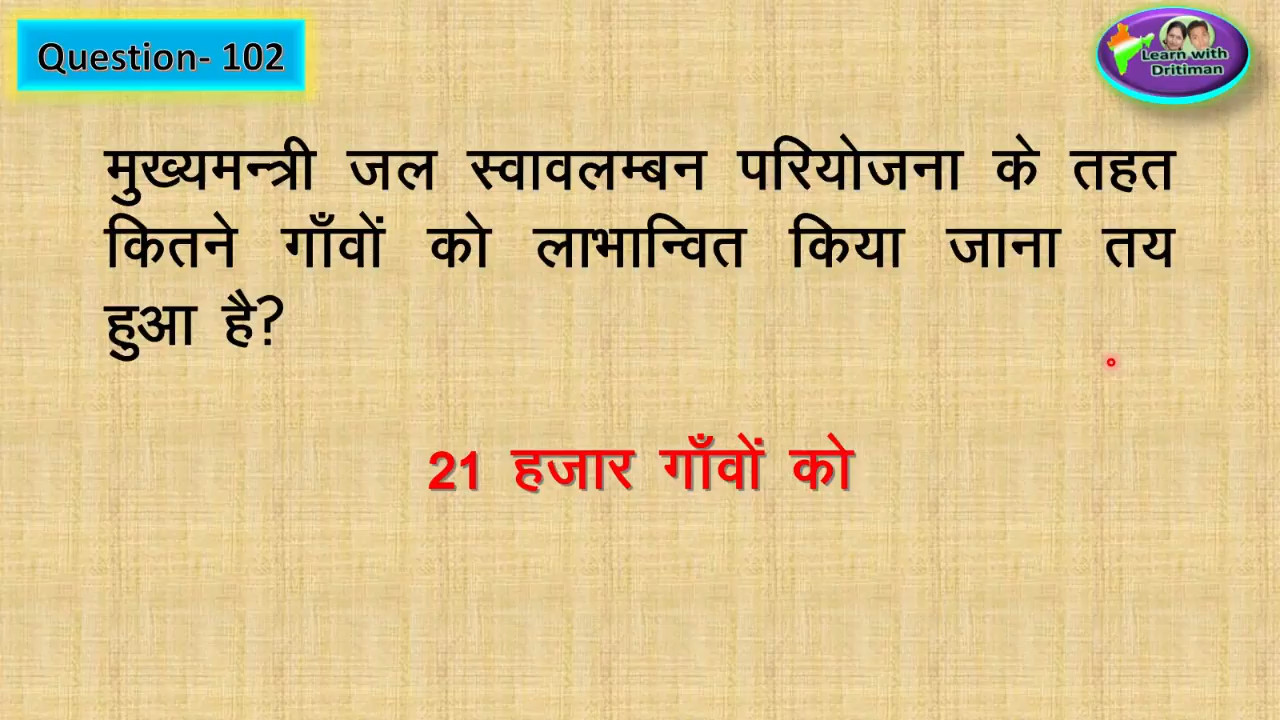 Question- 102
Learn with
Dritiman
मुख्यमन्त्री जल स्वावलम्बन परियोजना के तहत
कितने गाँवों को लाभान्वित किया जाना तय
हुआ है?
21 हजार गाँवों को